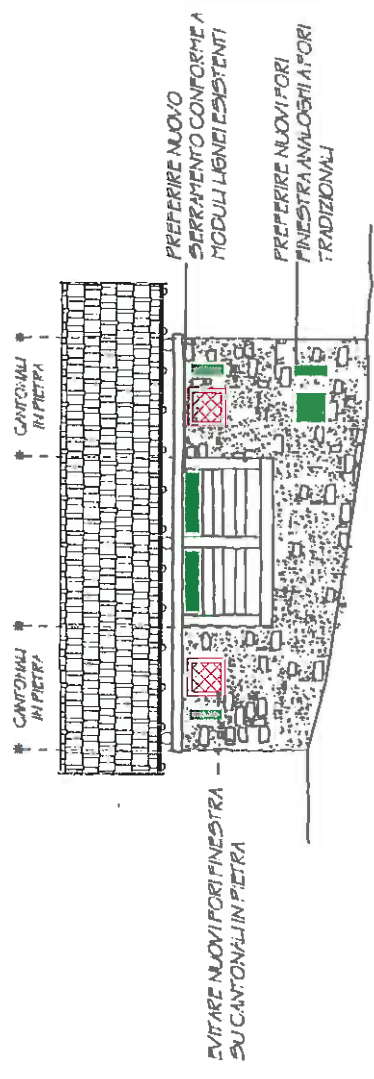 CANTONALI
IN PIETRA
CANTONALI
IN PIETRA
PREFERIRE NUOVO
SERRAMENTO CONFORME A
MODULI LIGNEI ESISTENTI
PREFERIRE NUOVI FORI
FINESTRA ANALOGHI A FORI
TRADIZIONALI
EVITARE NUOVI FORI FINESTRA
SU CANTONALI IN PIETRA